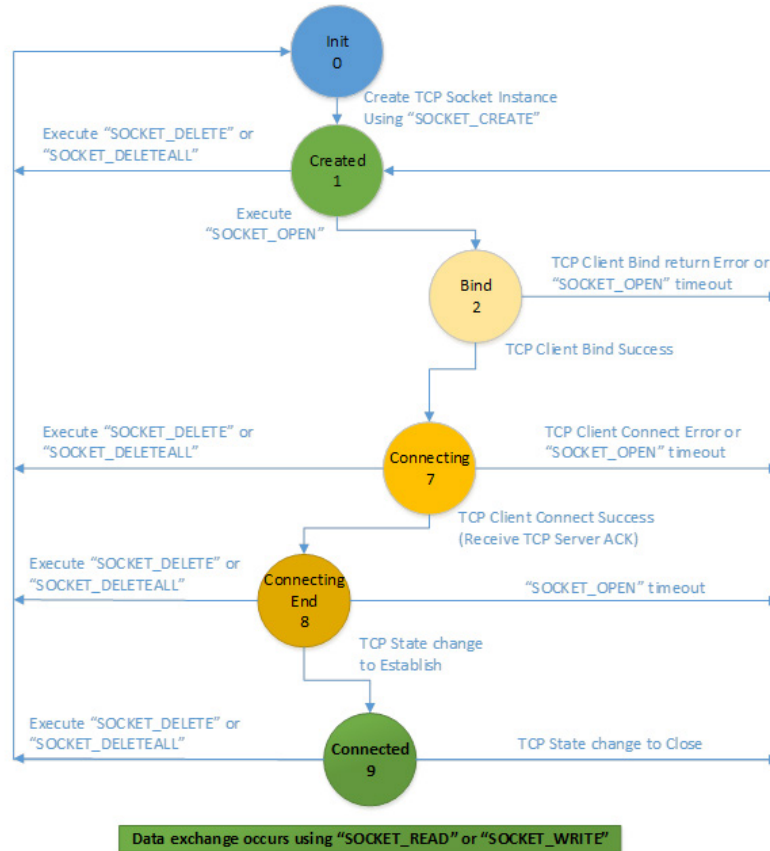 Init
0
Create TCP Socket Instance
Using “SOCKET_CREATE”
Execute “SOCKET_DELETE” or
“SOCKET_DELETEALL”
Created
1
Execute
“SOCKET_OPEN”
Bind
2
TCP Client Bind return Error or
“SOCKET_OPEN” timeout
TCP Client Bind Success
Execute “SOCKET_DELETE” or
“SOCKET_DELETEALL”
Connecting
7
TCP Client Connect Error or
“SOCKET_OPEN” timeout
TCP Client Connect Success
(Receive TCP Server ACK)
Execute “SOCKET_DELETE” or
“SOCKET_DELETEALL”
Connecting
End
8
“SOCKET_OPEN” timeout
TCP State change
to Establish
Execute “SOCKET_DELETE” or
“SOCKET_DELETEALL”
Connected
9
TCP State change to Close
Data exchange occurs using “SOCKET_READ” or “SOCKET_WRITE”